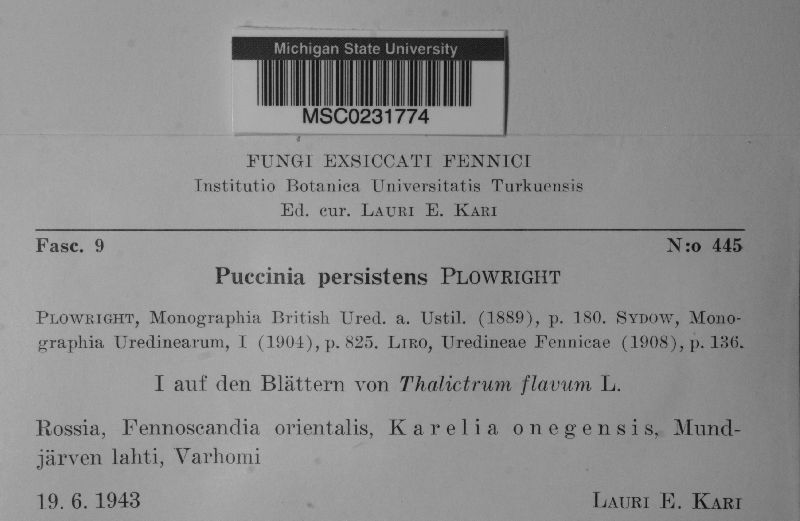 Michigan State University
MSC0231774
FUNGI EXSICCATI FENNICI
Institutio Botanica Universitatis Turkuensis
Ed. cur. LAURI E. KARI
Fasc. 9 N:o 445
Puccinia persistens PLOWRIGHT
PLOWRIGHT, Monographia British Ured. a. Ustil. (1889), p. 180. SYDOW, Mono-
graphia Uredinearum, I (1904), p. 825. LIRO, Uredineae Fennicae (1908), p. 136.
I auf den Blättern von Thalictrum flavum L.
Rossia, Fennoscandia orientalis, Karelia onegensis, Mund-
järven lahti, Varhomi
19. 6. 1943 LAURI E. KARI